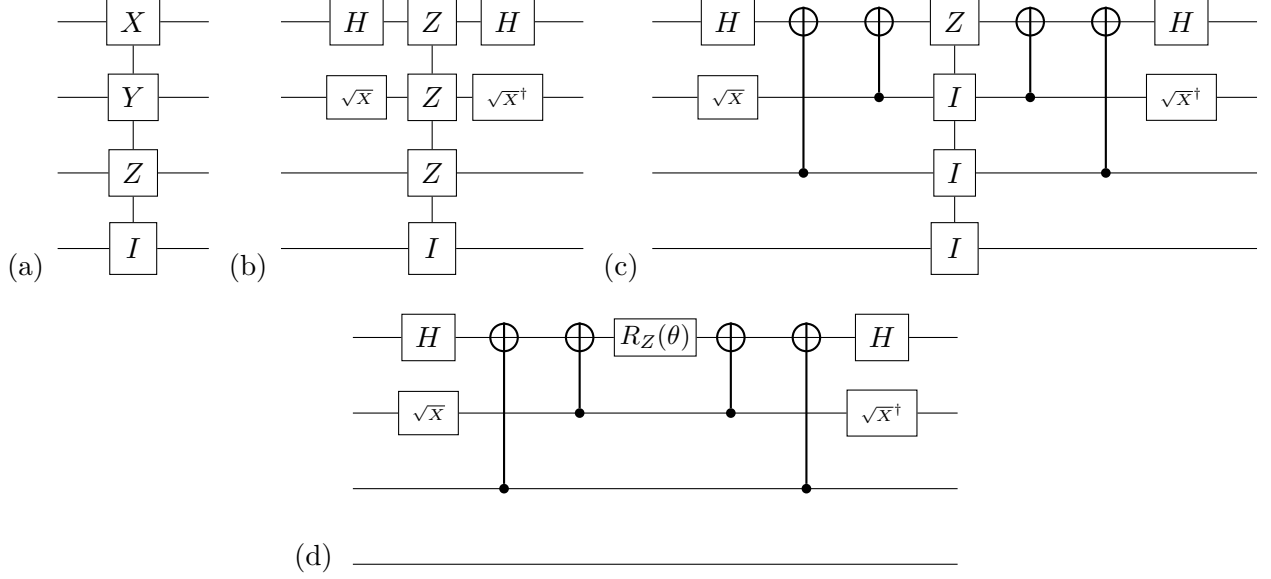 X H Z H H Z H
Y √X Z √X† √X I √X†
Z Z I
(a) I (b) I (c) I
H R_Z(θ) H
√X √X†
(d)